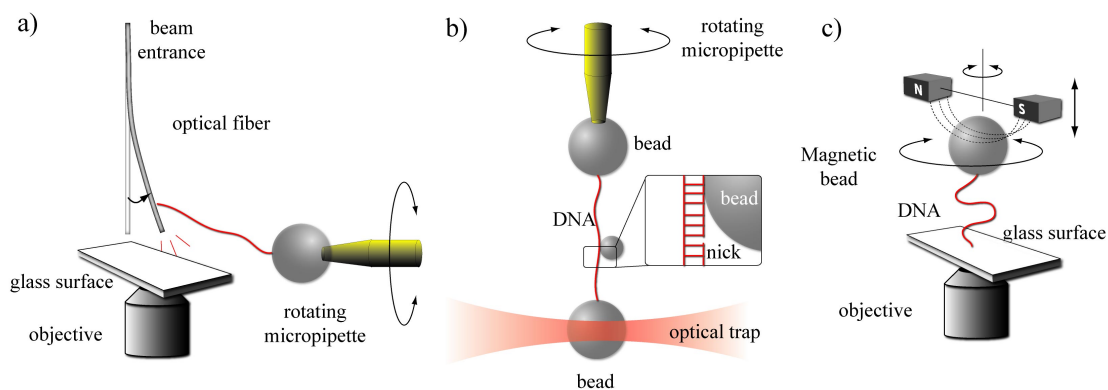 a)
beam
entrance
optical fiber
glass surface
objective
rotating
micropipette
b)
rotating
micropipette
bead
DNA
bead
nick
optical trap
bead
c)
N
S
Magnetic
bead
DNA
glass surface
objective